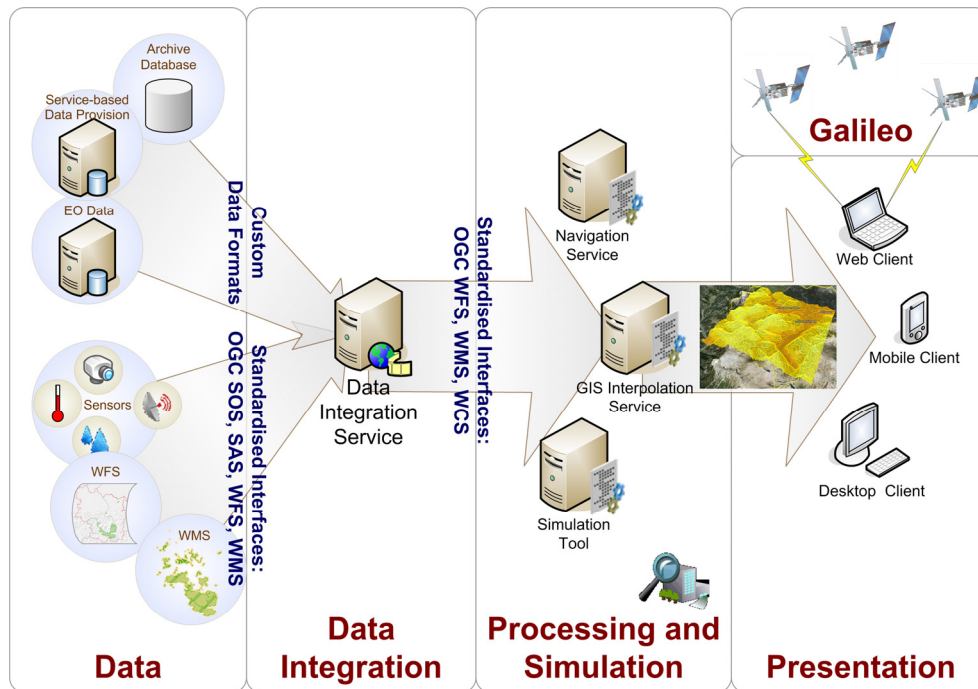 Archive
Database
Service-based
Data Provision
EO Data
Sensors
WFS
WMS
Data
Custom
Data Formats
Standardised Interfaces:
OGC SOS, SAS, WFS, WMS
Data
Integration
Service
Data
Integration
Standardised Interfaces:
OGC WFS, WMS, WCS
Navigation
Service
GIS Interpolation
Service
Simulation
Tool
Processing and
Simulation
Galileo
Web Client
Mobile Client
Desktop Client
Presentation